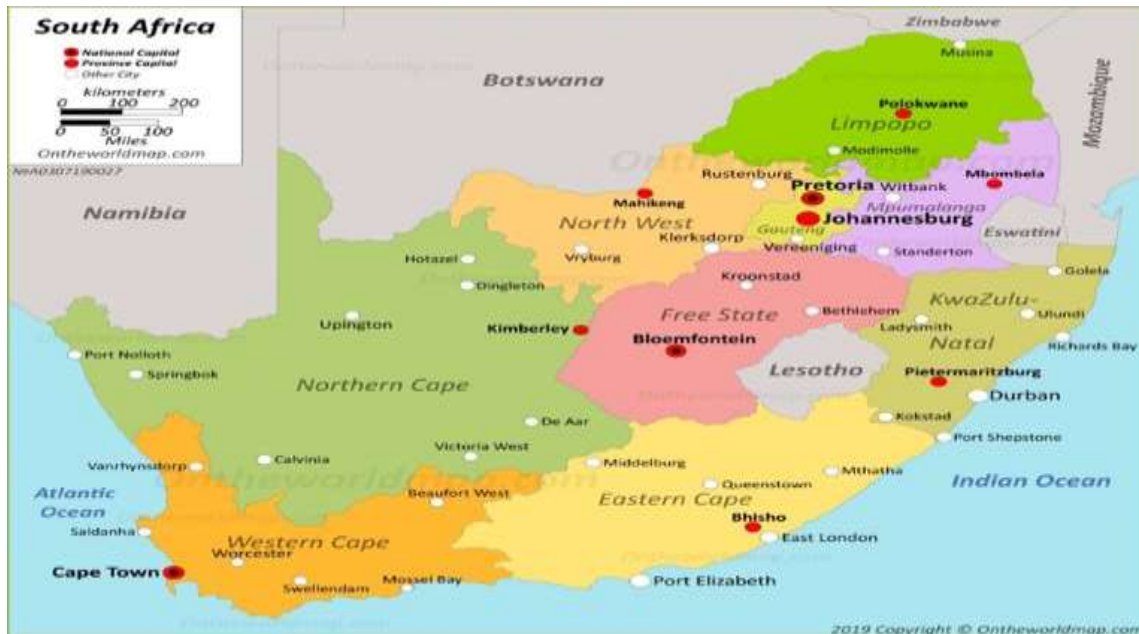 South Africa
National Capital
Province Capital
Other City
kilometers
0 100 200
0 50 100
Miles
Ontheworldmap.com
Zimbabwe
Musina
Botswana
Mozambique
Polokwane
Limpopo
Modimolle
Namibia
Rustenburg
Pretoria
Witbank
Mbombela
Mahikeng
Mpumalanga
North West
Johannesburg
Gauteng
Eswatini
Klerksdorp
Vereeniging
Standerton
Vryburg
Hotazel
Golela
Kroonstad
Dingleton
KwaZulu-
Natal
Ulundi
Free State
Bethlehem
Ladysmith
Upington
Kimberley
Bloemfontein
Richards Bay
Port Nolloth
Springbok
Northern Cape
Lesotho
Pietermaritzburg
Durban
De Aar
Kokstad
Port Shepstone
Victoria West
Vanrhynsdorp
Calvinia
Middelburg
Mthatha
Indian Ocean
Atlantic
Ocean
Beaufort West
Queenstown
Eastern Cape
Saldanha
Bhisho
East London
Western Cape
Worcester
Cape Town
Swellendam
Mossel Bay
Port Elizabeth
2019 Copyright © Ontheworldmap.com